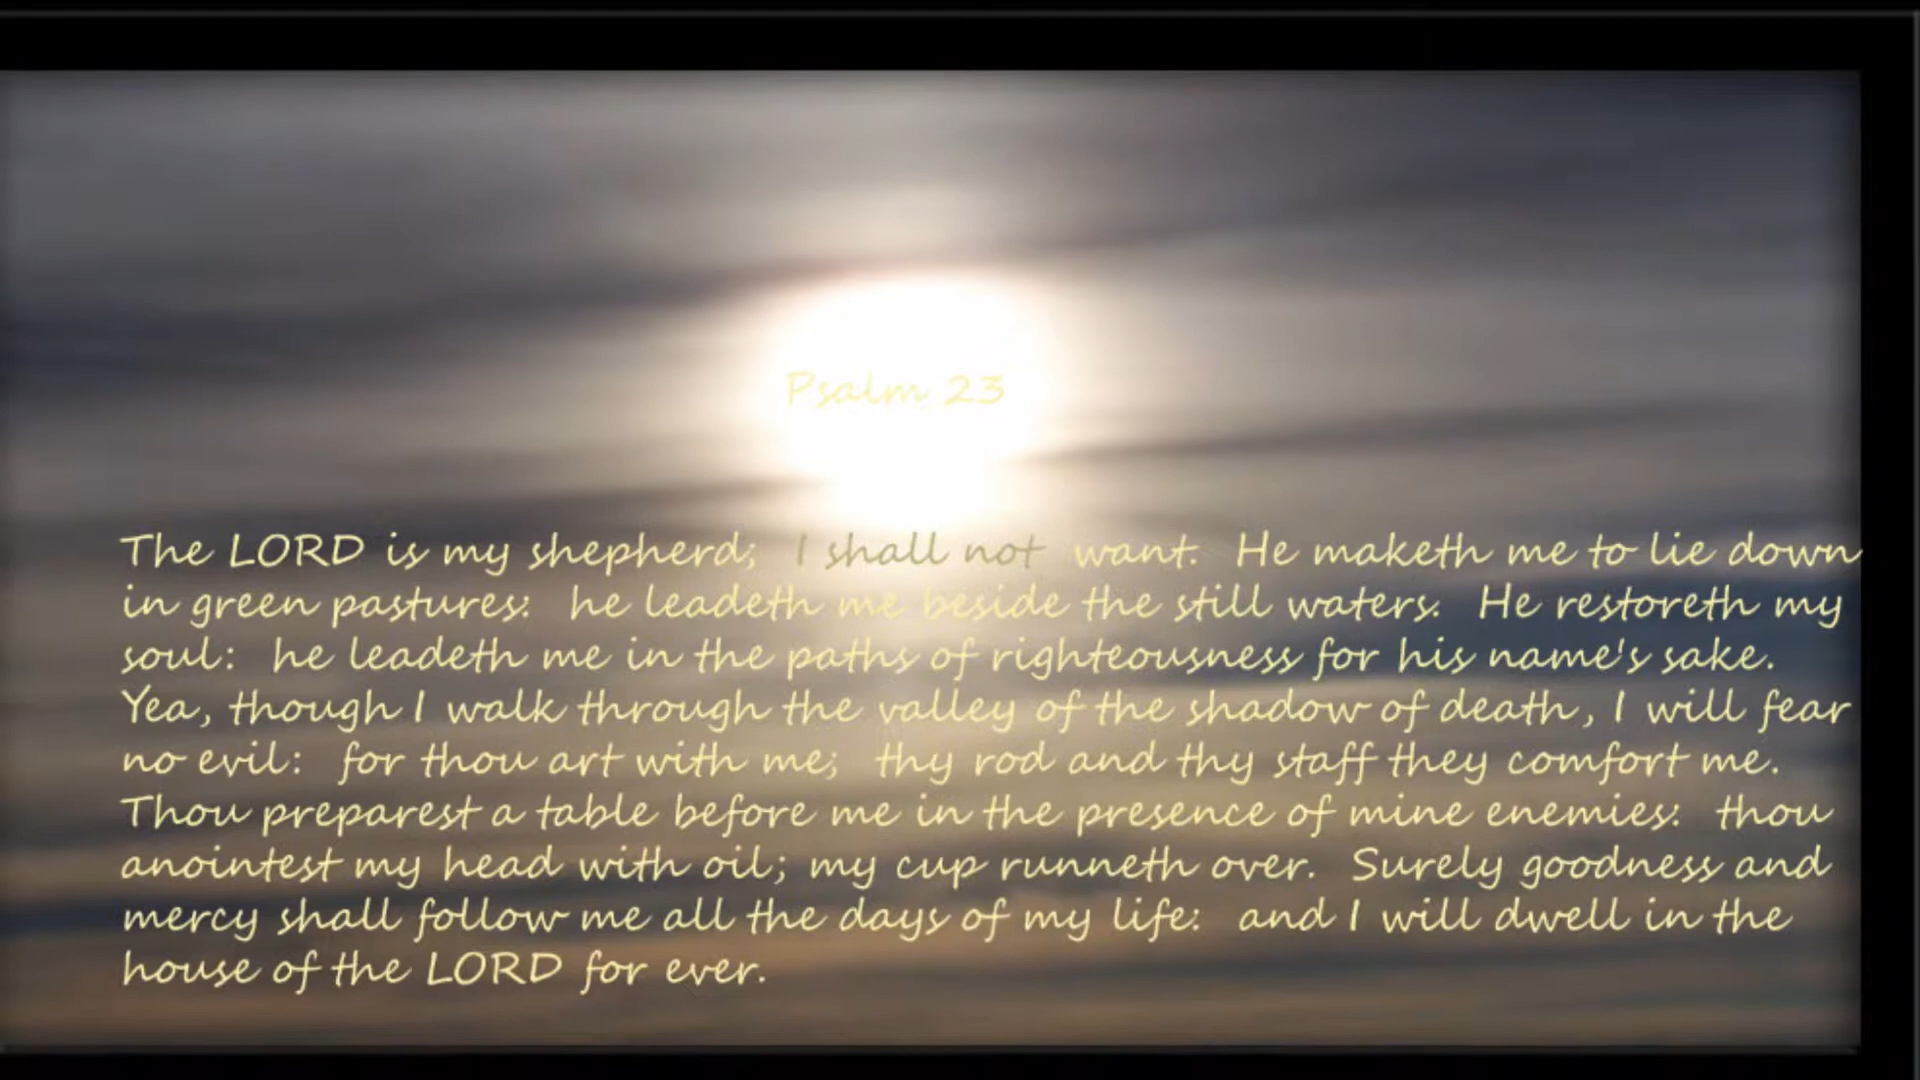 Psalm 23
The LORD is my shepherd; I shall not want. He maketh me to lie down
in green pastures: he leadeth me beside the still waters. He restoreth my
soul: he leadeth me in the paths of righteousness for his name's sake.
Yea, though I walk through the valley of the shadow of death, I will fear
no evil: for thou art with me; thy rod and thy staff they comfort me.
Thou preparest a table before me in the presence of mine enemies: thou
anointest my head with oil; my cup runneth over. Surely goodness and
mercy shall follow me all the days of my life: and I will dwell in the
house of the LORD for ever.